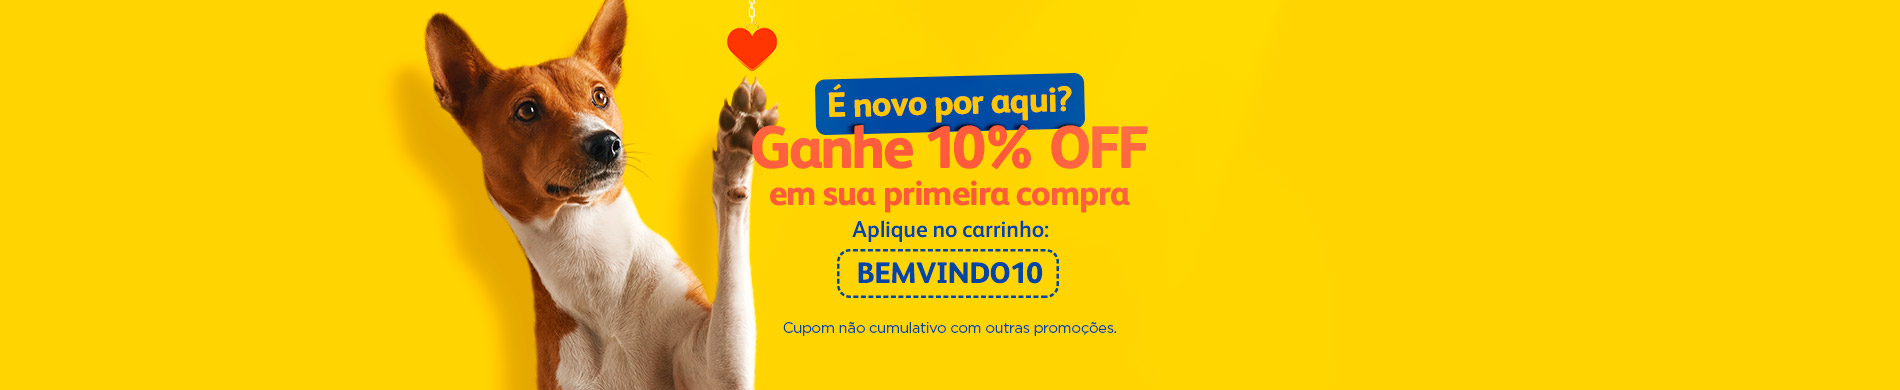 É novo por aqui?
Ganhe 10% OFF
em sua primeira compra
Aplique no carrinho:
BEMVINDO10
Cupom não cumulativo com outras promoções.